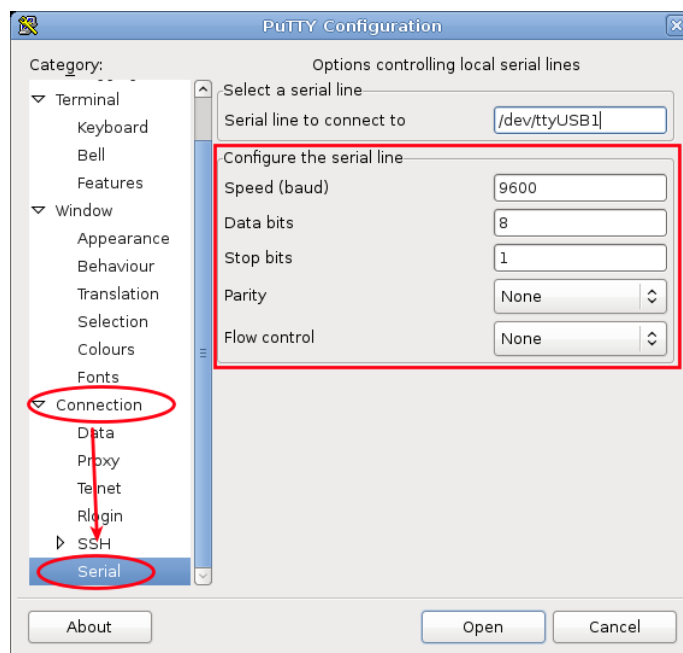 PuTTY Configuration
Category:
Terminal
Keyboard
Bell
Features
Window
Appearance
Behaviour
Translation
Selection
Colours
Fonts
Connection
Data
Proxy
Telnet
Rlogin
SSH
Serial
Options controlling local serial lines
Select a serial line
Serial line to connect to /dev/ttyUSB1
Configure the serial line
Speed (baud) 9600
Data bits 8
Stop bits 1
Parity None
Flow control None
About
Open
Cancel